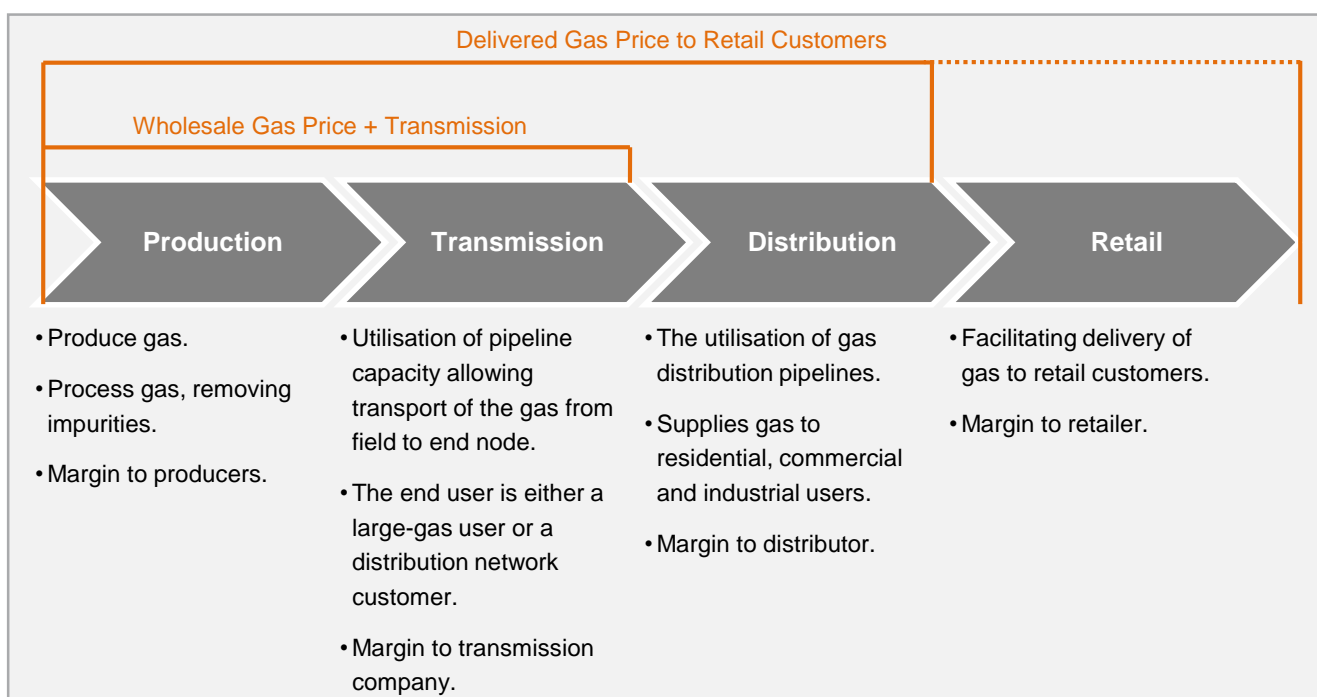 Delivered Gas Price to Retail Customers
Wholesale Gas Price + Transmission
Production
Transmission
Distribution
Retail
• Produce gas.
• Process gas, removing
impurities.
• Margin to producers.
• Utilisation of pipeline
capacity allowing
transport of the gas from
field to end node.
• The end user is either a
large-gas user or a
distribution network
customer.
• Margin to transmission
company.
• The utilisation of gas
distribution pipelines.
• Supplies gas to
residential, commercial
and industrial users.
• Margin to distributor.
• Facilitating delivery of
gas to retail customers.
• Margin to retailer.